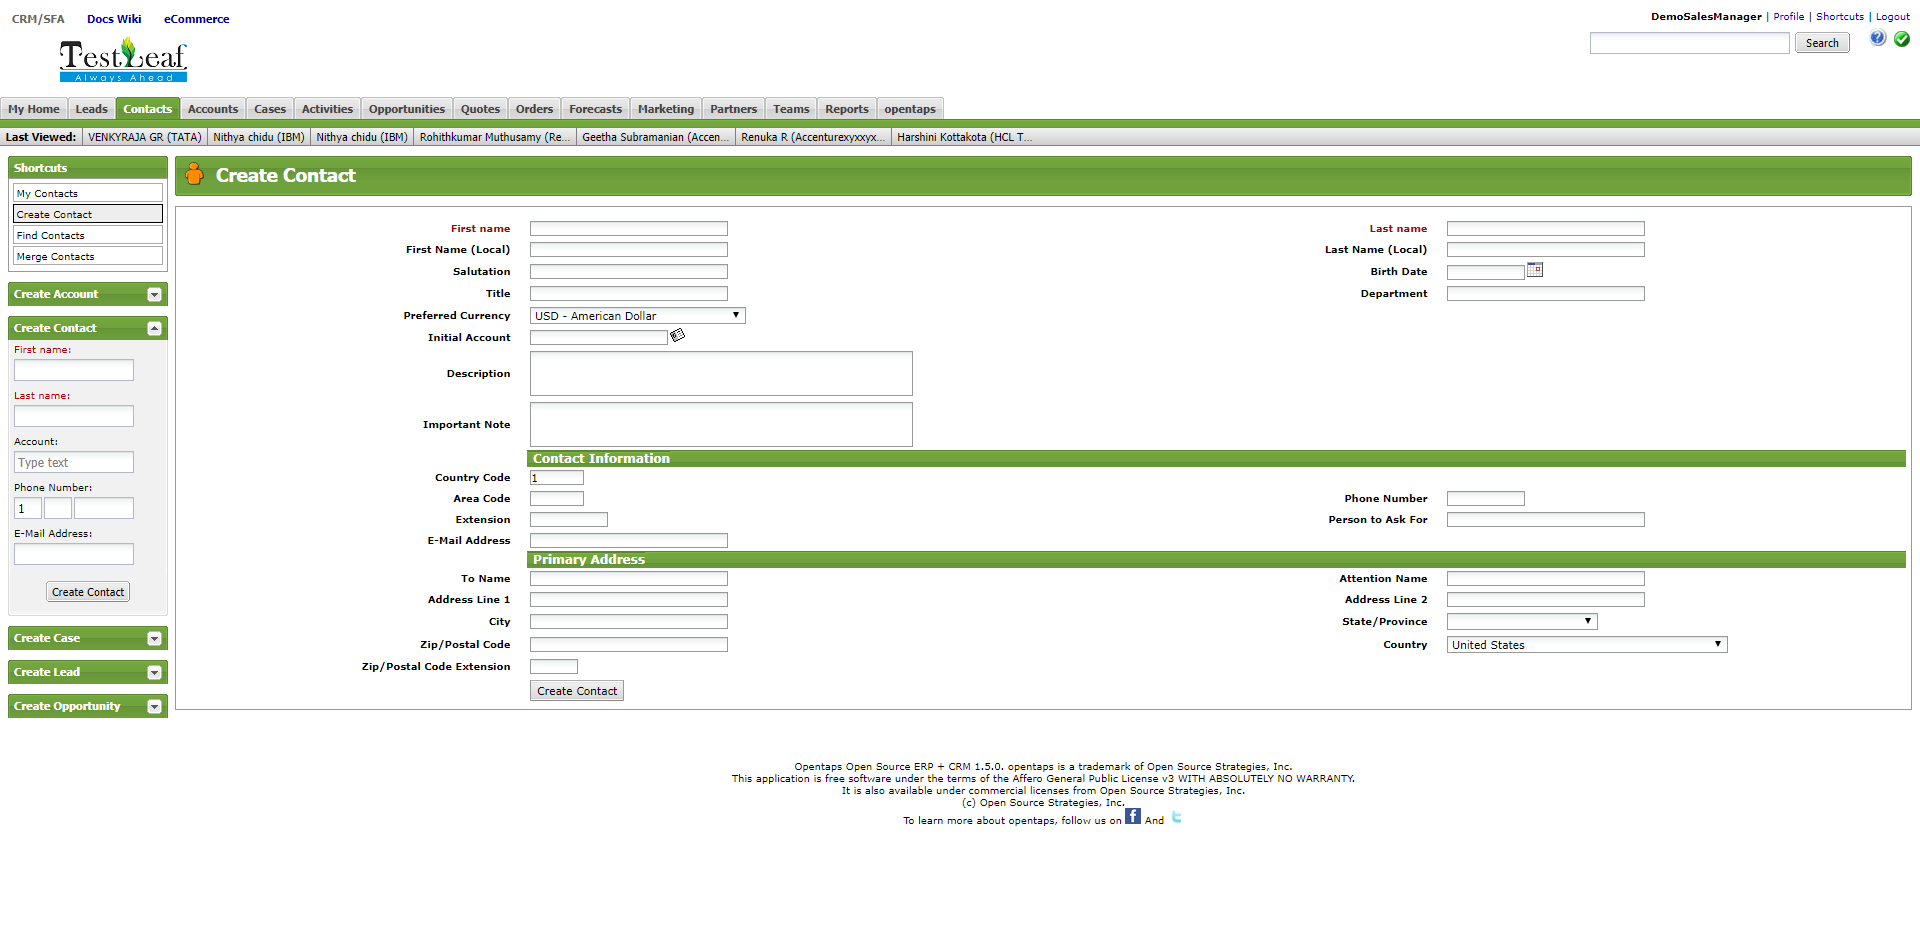 CRM/SFA Docs Wiki eCommerce
DemoSalesManager | Profile | Shortcuts | Logout
TestLeaf
Always Ahead
Search
My Home Leads Contacts Accounts Cases Activities Opportunities Quotes Orders Forecasts Marketing Partners Teams Reports opentaps
Last Viewed: VENKYRAJA GR (TATA) Nithya chidu (IBM) Nithya chidu (IBM) Rohithkumar Muthusamy (Re... Geetha Subramanian (Accen... Renuka R (Accenturexyxxyx... Harshini Kottakota (HCL T...
Shortcuts
My Contacts
Create Contact
Find Contacts
Merge Contacts
Create Account
Create Contact
First name:
Last name:
Account:
Type text
Phone Number:
1
E-Mail Address:
Create Contact
Create Case
Create Lead
Create Opportunity
Create Contact
First name Last name
First Name (Local) Last Name (Local)
Salutation Birth Date
Title Department
Preferred Currency USD - American Dollar
Initial Account
Description
Important Note
Contact Information
Country Code 1
Area Code Phone Number
Extension Person to Ask For
E-Mail Address
Primary Address
To Name Attention Name
Address Line 1 Address Line 2
City State/Province
Zip/Postal Code Country United States
Zip/Postal Code Extension
Create Contact
Opentaps Open Source ERP + CRM 1.5.0. opentaps is a trademark of Open Source Strategies, Inc.
This application is free software under the terms of the Affero General Public License v3 WITH ABSOLUTELY NO WARRANTY.
It is also available under commercial licenses from Open Source Strategies, Inc.
(c) Open Source Strategies, Inc.
To learn more about opentaps, follow us on f And t